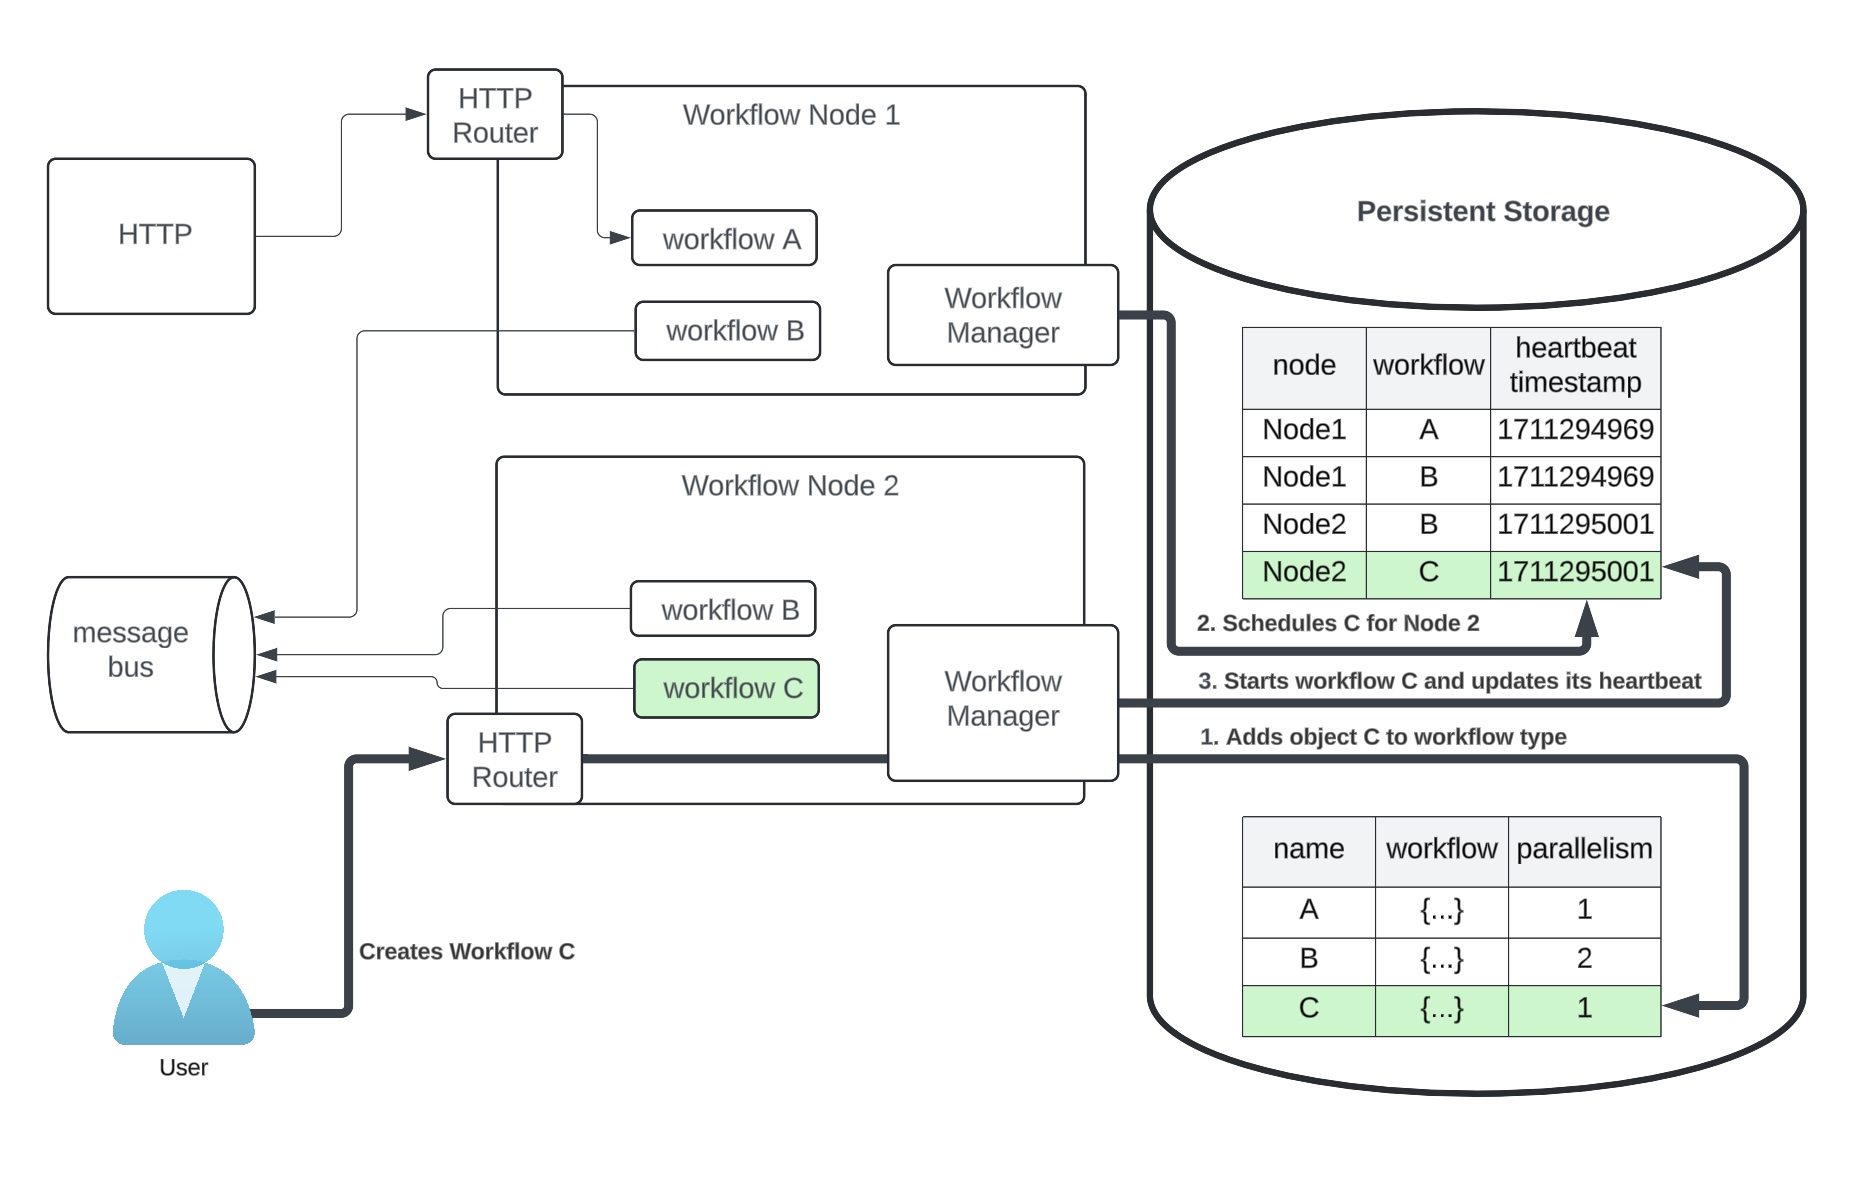 HTTP
Router
Workflow Node 1
HTTP
workflow A
workflow B
Workflow
Manager
Persistent Storage
node workflow heartbeat timestamp
Node1 A 1711294969
Node1 B 1711294969
Node2 B 1711295001
Node2 C 1711295001
Workflow Node 2
message
bus
workflow B
workflow C
Workflow
Manager
HTTP
Router
2. Schedules C for Node 2
3. Starts workflow C and updates its heartbeat
1. Adds object C to workflow type
name workflow parallelism
A {...} 1
B {...} 2
C {...} 1
Creates Workflow C
User